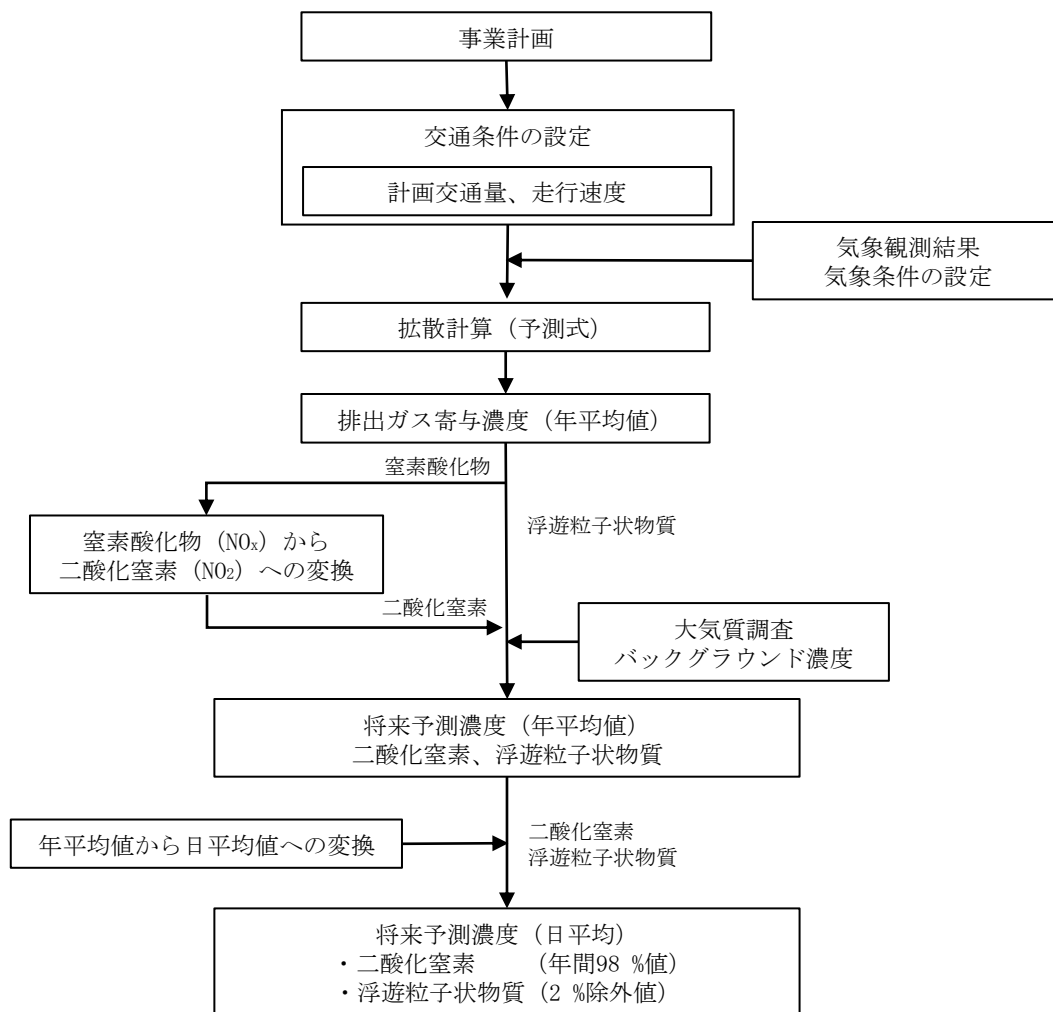 事業計画
交通条件の設定
計画交通量、走行速度
気象観測結果
気象条件の設定
拡散計算（予測式）
排出ガス寄与濃度（年平均値）
窒素酸化物
浮遊粒子状物質
窒素酸化物（NOx）から
二酸化窒素（NO2）への変換
二酸化窒素
大気質調査
バックグラウンド濃度
将来予測濃度（年平均値）
二酸化窒素、浮遊粒子状物質
年平均値から日平均値への変換
二酸化窒素
浮遊粒子状物質
将来予測濃度（日平均）
・二酸化窒素　　（年間98 %値）
・浮遊粒子状物質（2 %除外値）